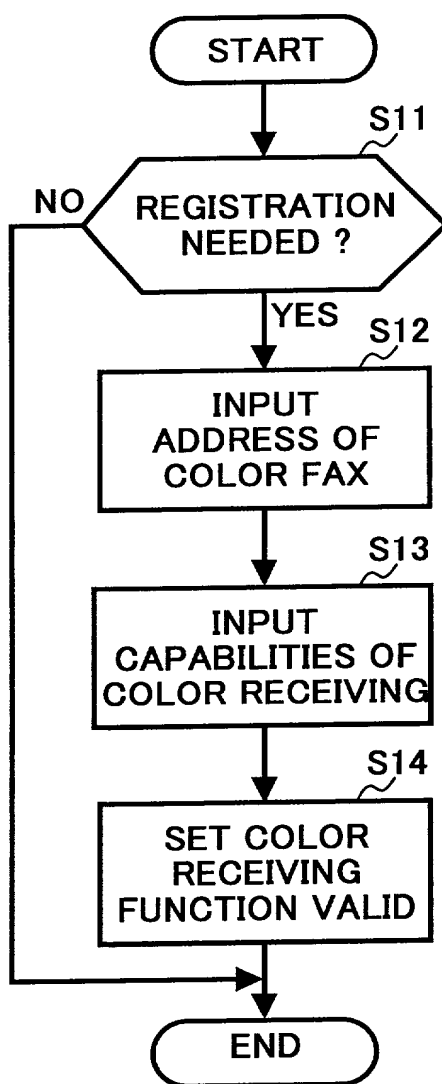 START
S11
NO
REGISTRATION
NEEDED ?
YES
S12
INPUT
ADDRESS OF
COLOR FAX
S13
INPUT
CAPABILITIES OF
COLOR RECEIVING
S14
SET COLOR
RECEIVING
FUNCTION VALID
END